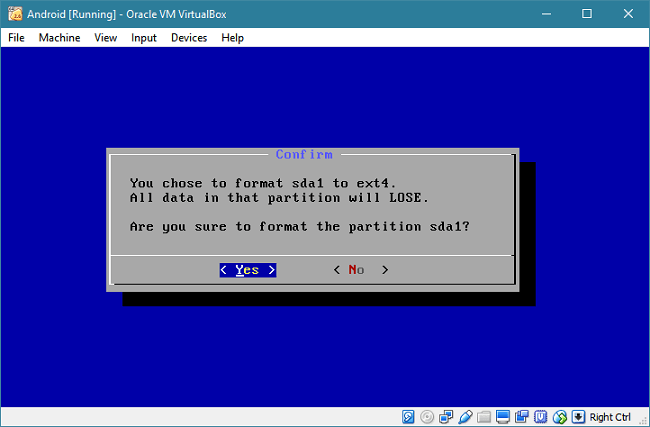 Android [Running] - Oracle VM VirtualBox
File Machine View Input Devices Help
Confirm
You chose to format sda1 to ext4.
All data in that partition will LOSE.
Are you sure to format the partition sda1?
< Yes > < No >
Right Ctrl